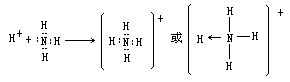 H H H
H⁺ + :N:H ⟶ [H:N:H]⁺ 或 [H←N—H]⁺
H H H